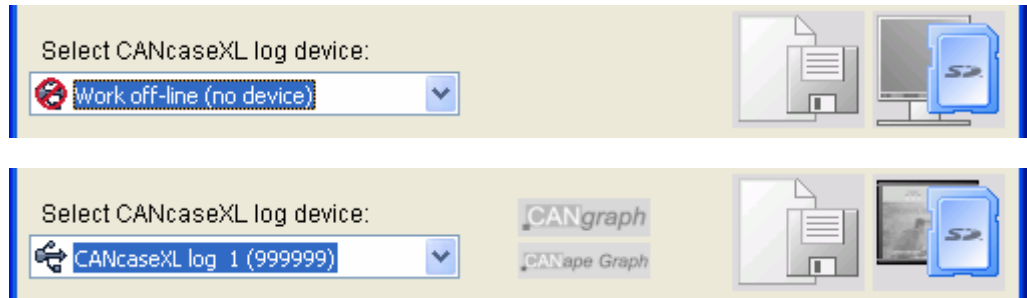 Select CANcaseXL log device:
Work off-line (no device)
SD
Select CANcaseXL log device:
CANgraph
CANcaseXL log 1 (999999)
CANape Graph
SD